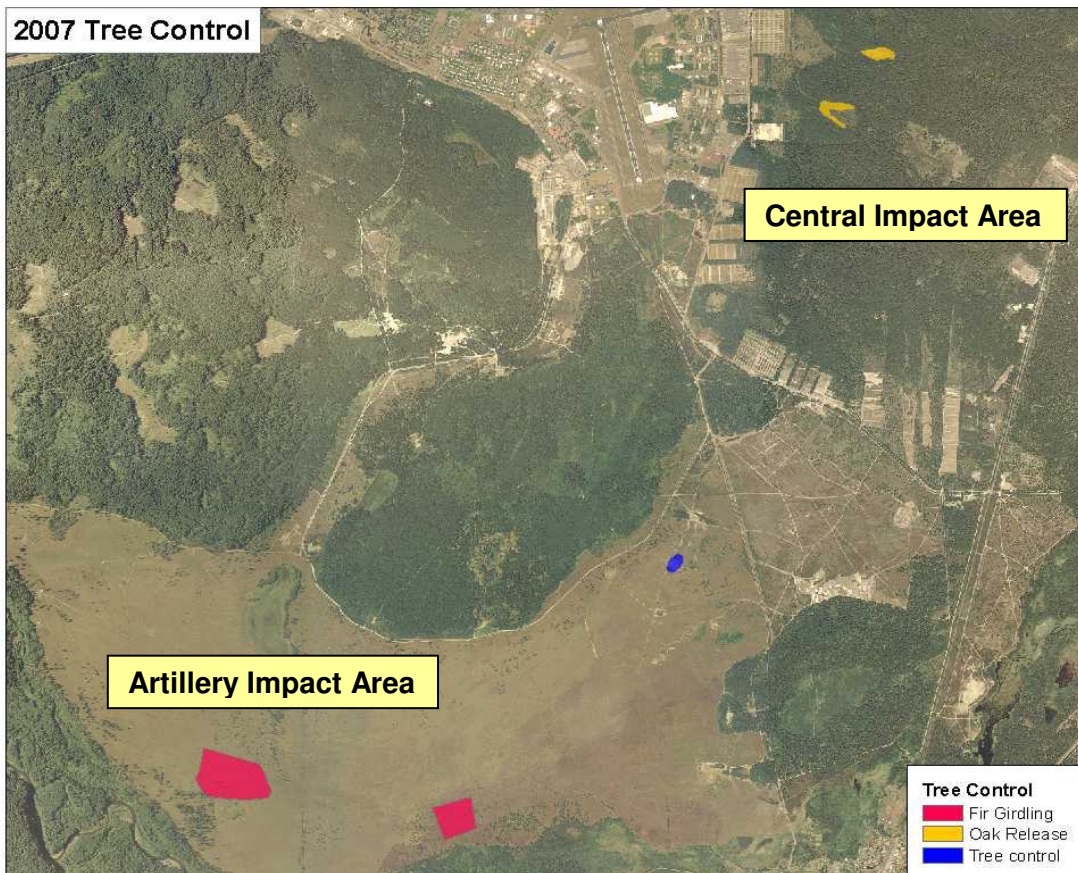 2007 Tree Control
Central Impact Area
Artillery Impact Area
Tree Control
Fir Girdling
Oak Release
Tree control